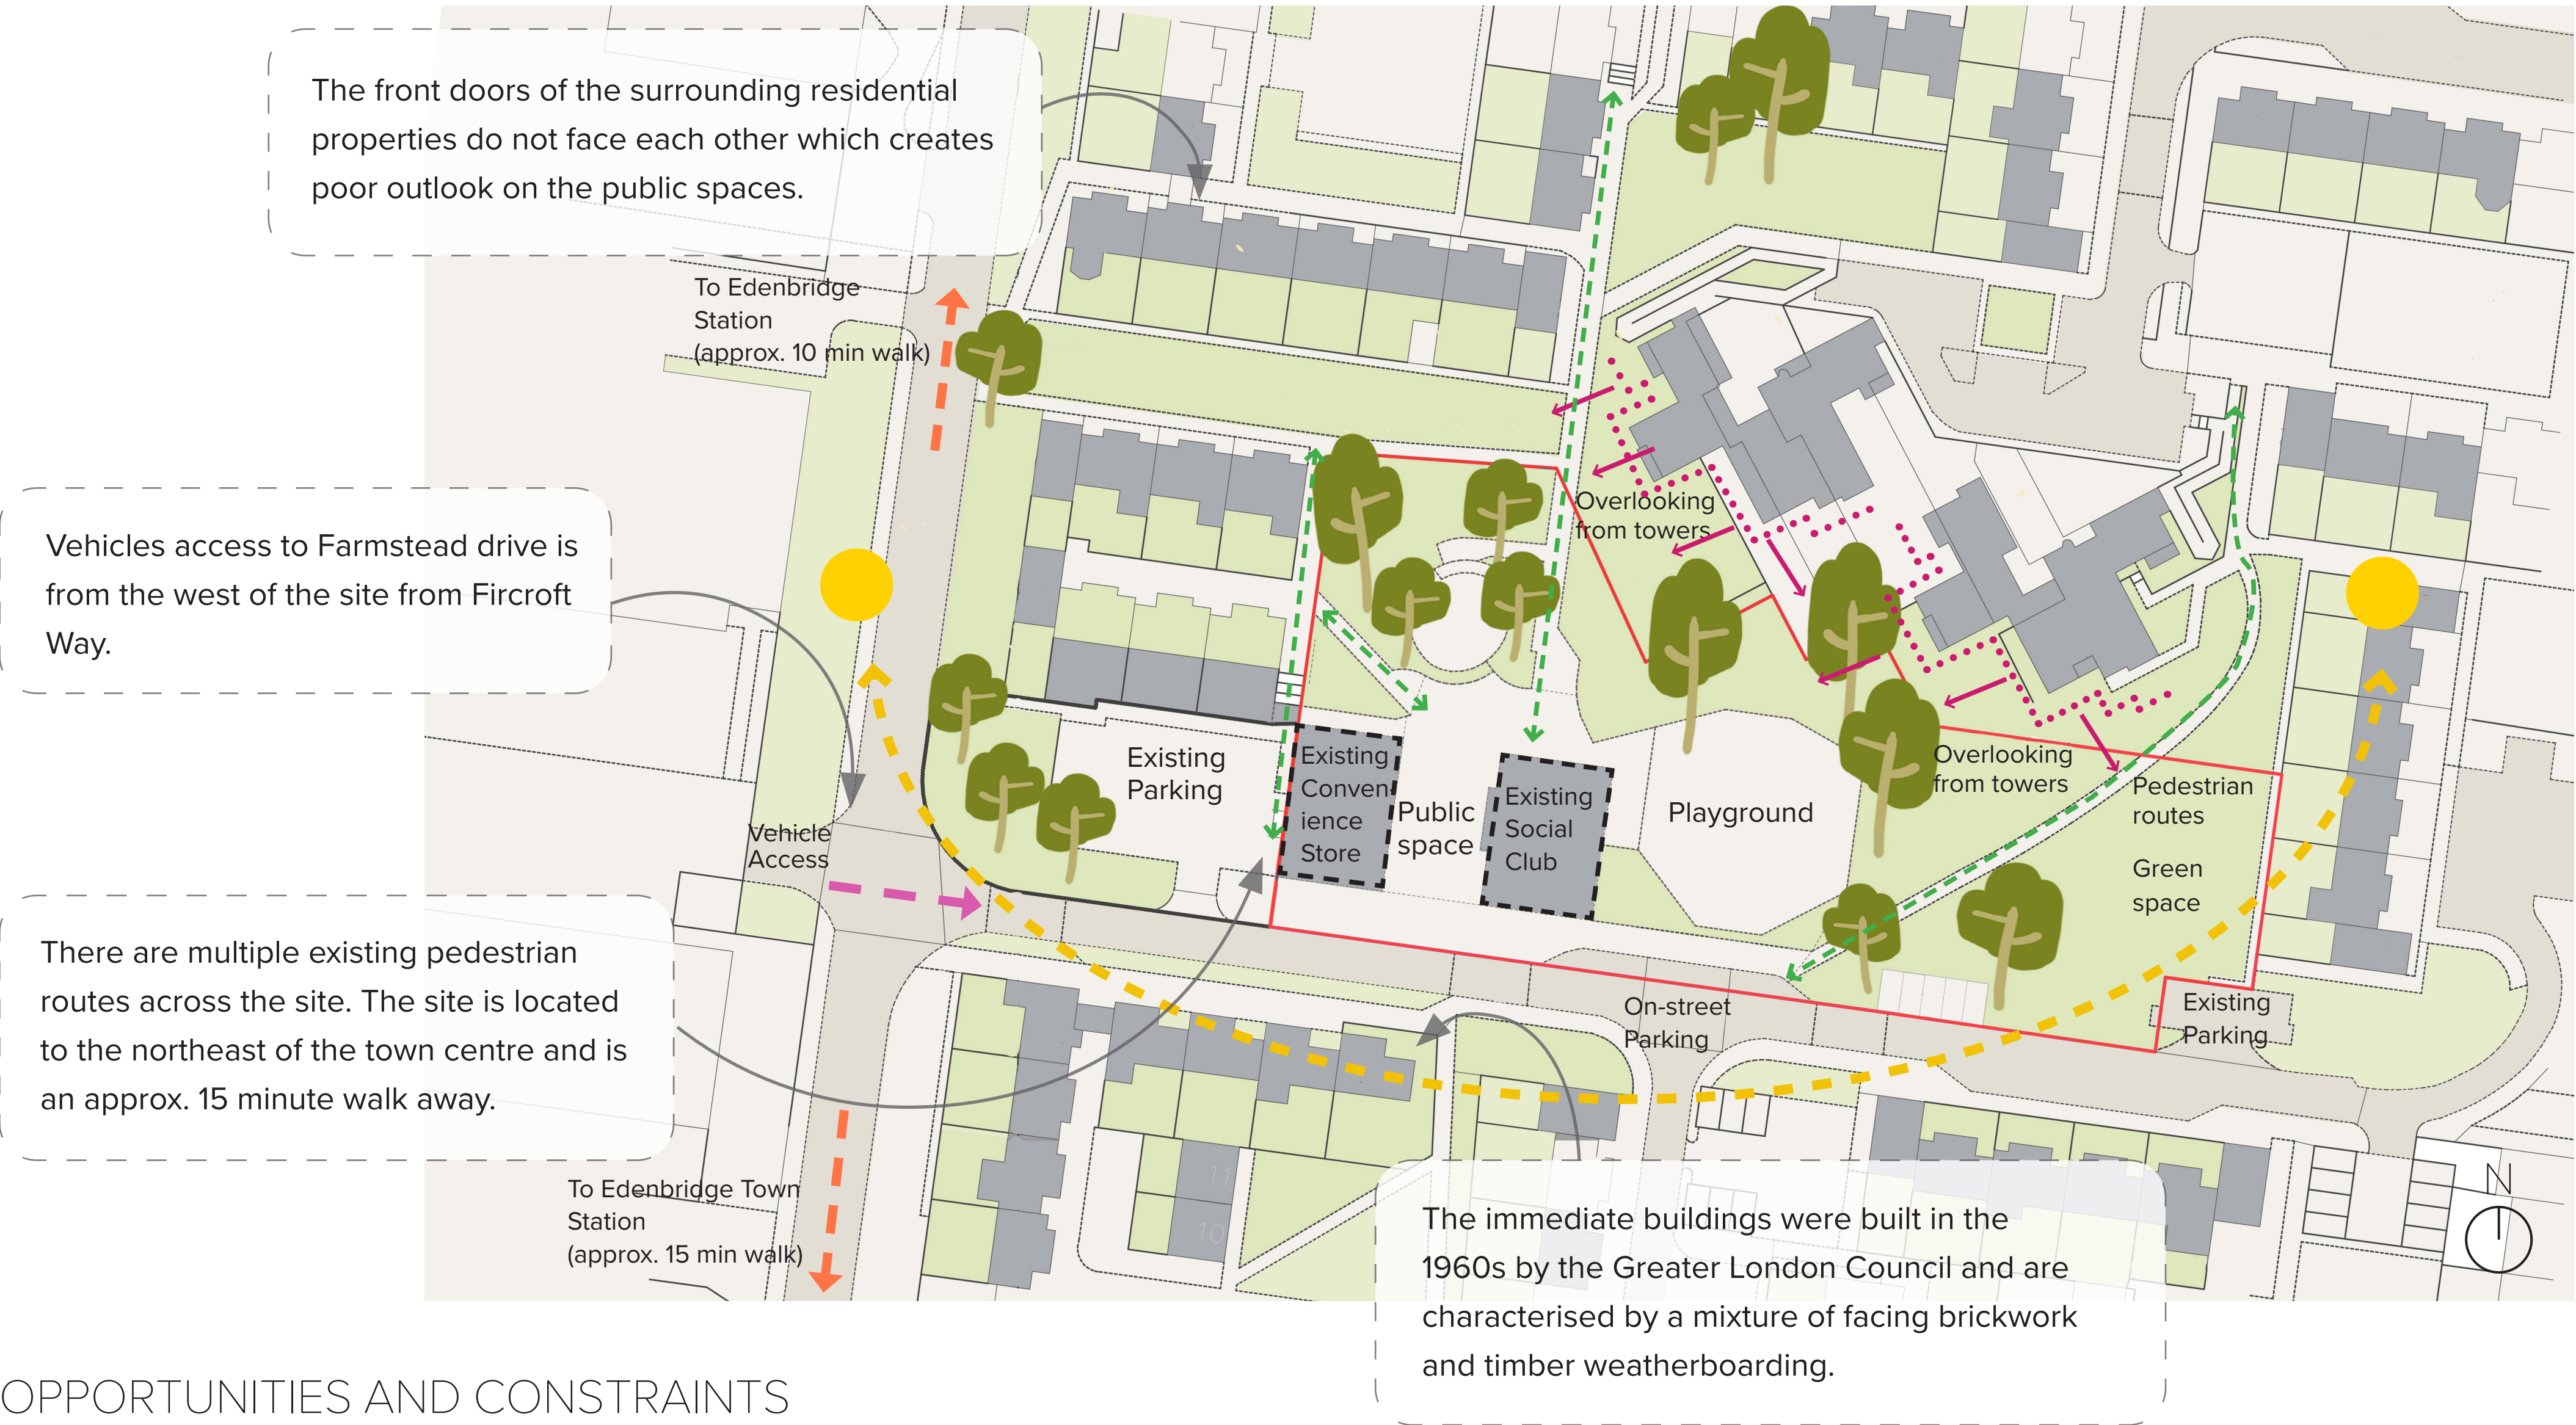 The front doors of the surrounding residential
properties do not face each other which creates
poor outlook on the public spaces.
To Edenbridge
Station
(approx. 10 min walk)
Vehicles access to Farmstead drive is
from the west of the site from Fircroft
Way.
Overlooking
from towers
Existing
Parking
Existing
Conven-
ience
Store
Public
space
Existing
Social
Club
Playground
Overlooking
from towers
Pedestrian
routes
Green
space
Vehicle
Access
There are multiple existing pedestrian
routes across the site. The site is located
to the northeast of the town centre and is
an approx. 15 minute walk away.
On-street
Parking
Existing
Parking
To Edenbridge Town
Station
(approx. 15 min walk)
11
10
N
The immediate buildings were built in the
1960s by the Greater London Council and are
characterised by a mixture of facing brickwork
and timber weatherboarding.
OPPORTUNITIES AND CONSTRAINTS